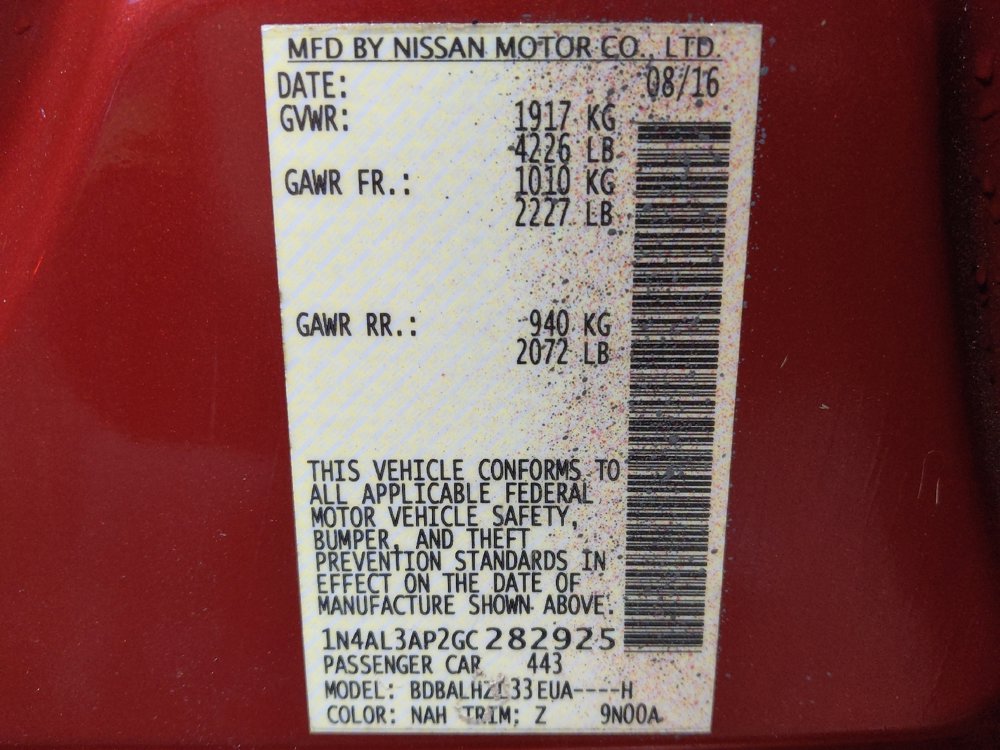 MFD BY NISSAN MOTOR CO., LTD.
DATE: 08/16
GVWR: 1917 KG
4226 LB
GAWR FR.: 1010 KG
2227 LB
GAWR RR.: 940 KG
2072 LB
THIS VEHICLE CONFORMS TO
ALL APPLICABLE FEDERAL
MOTOR VEHICLE SAFETY,
BUMPER, AND THEFT
PREVENTION STANDARDS IN
EFFECT ON THE DATE OF
MANUFACTURE SHOWN ABOVE.
1N4AL3AP2GC282925
PASSENGER CAR 443
MODEL:
COLOR: NAH TRIM: Z 9N00A